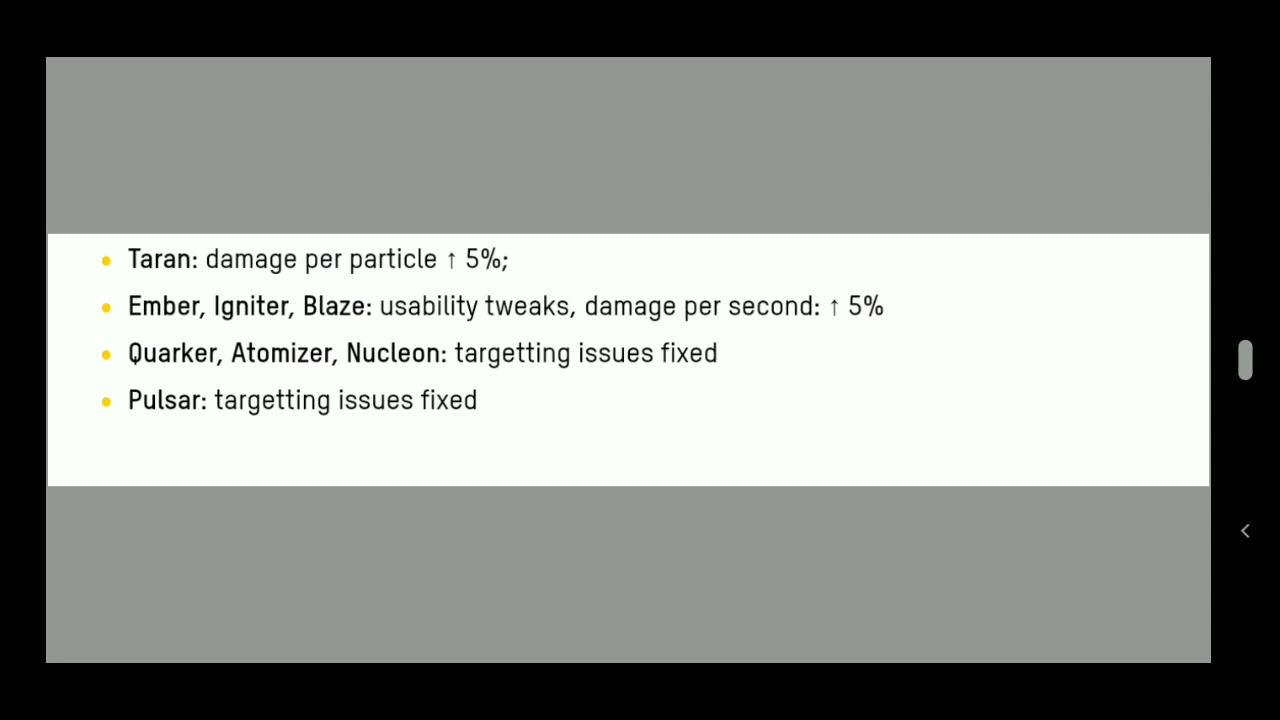 Taran: damage per particle ↑ 5%;
Ember, Igniter, Blaze: usability tweaks, damage per second: ↑ 5%
Quarker, Atomizer, Nucleon: targetting issues fixed
Pulsar: targetting issues fixed